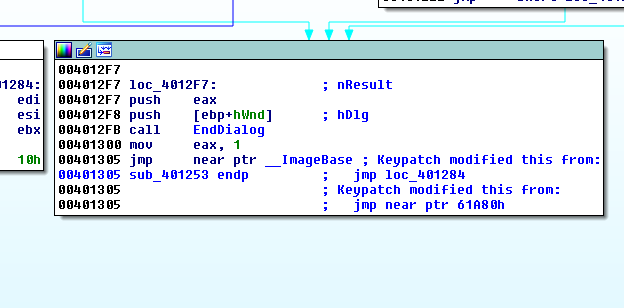 01284:
edi
esi
ebx
10h
004012F7
004012F7 loc_4012F7: ; nResult
004012F7 push eax
004012F8 push [ebp+hWnd] ; hDlg
004012FB call EndDialog
00401300 mov eax, 1
00401305 jmp near ptr __ImageBase ; Keypatch modified this from:
00401305 sub_401253 endp ; jmp loc_401284
00401305 ; Keypatch modified this from:
00401305 ; jmp near ptr 61A80h